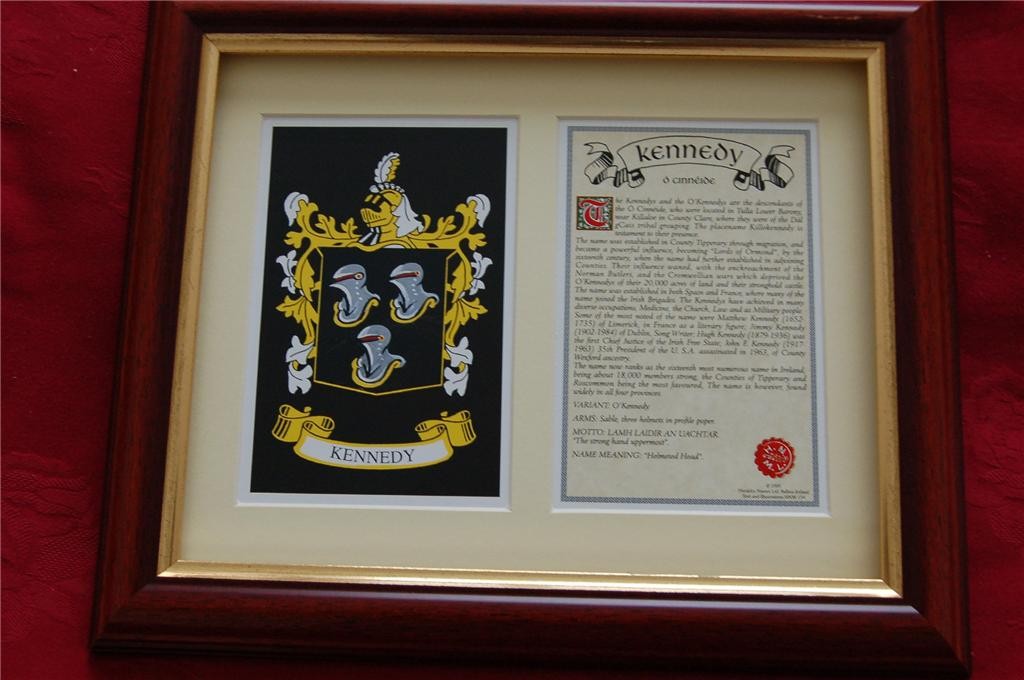 KENNEDY
kennedy
ó cinnéide
The Kennedys and the O'Kennedys are the descendants of
the Ó Cinnéide, who were located in Tulla Lower Barony,
near Killaloe in County Clare, where they were of the Dál
gCais tribal grouping. The placename Killokennedy is
testament to their presence.
The name was established in County Tipperary through migration, and
became a powerful influence, becoming "Lords of Ormond", by the
sixteenth century, when the name had further established in adjoining
Counties. Their influence waned, with the enchroachment of the
Norman Butlers, and the Cromwellian wars which deprived the
O'Kennedys of their 20,000 acres of land and their stronghold castle.
The name was established in both Spain and France, where many of the
name joined the Irish Brigades. The Kennedys have achieved in many
diverse occupations, Medicine, the Church, Law and as Military people.
Some of the most noted of the name were Matthew Kennedy (1652-
1735) of Limerick, in France as a literary figure; Jimmy Kennedy
(1902-1984) of Dublin, Song Writer; Hugh Kennedy (1879-1936) was
the first Chief Justice of the Irish Free State; John F. Kennedy (1917-
1963) 35th President of the U.S.A. assasinated in 1963, of County
Wexford ancestry.
The name now ranks as the sixteenth most numerous name in Ireland,
being about 18,000 members strong, the Counties of Tipperary and
Roscommon being the most favoured. The name is however, found
widely in all four provinces.
VARIANT: O'Kennedy
ARMS: Sable, three helmets in profile poper.
MOTTO: LAMH LAIDIR AN UACHTAR
"The strong hand uppermost".
NAME MEANING: "Helmeted Head".
© 1995
Heraldic Names Ltd. Ireland
Text and Illustrations